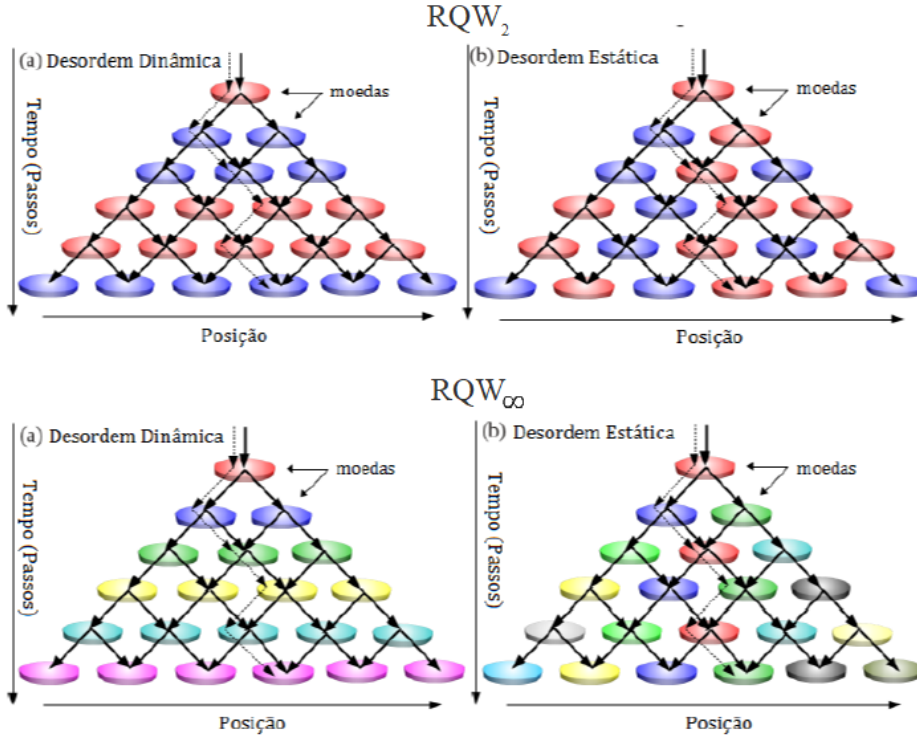 RQW₂
(a) Desordem Dinâmica
moedas
Tempo (Passos)
Posição
(b) Desordem Estática
moedas
Tempo (Passos)
Posição
RQW∞
(a) Desordem Dinâmica
moedas
Tempo (Passos)
Posição
(b) Desordem Estática
moedas
Tempo (Passos)
Posição